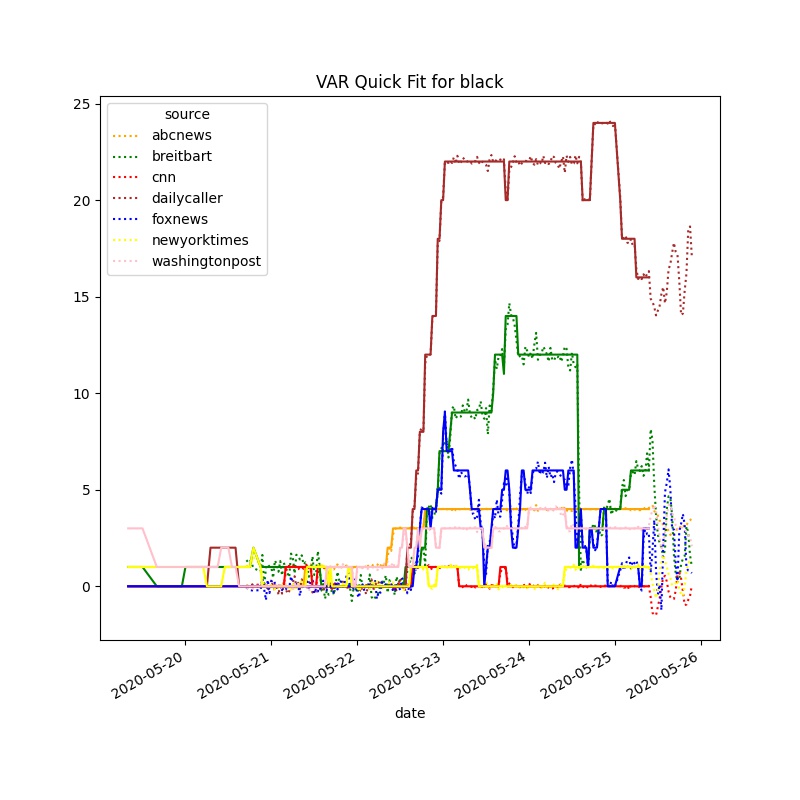 VAR Quick Fit for black
25
20
15
10
5
0
source
abcnews
breitbart
cnn
dailycaller
foxnews
newyorktimes
washingtonpost
2020-05-20
2020-05-21
2020-05-22
2020-05-23
2020-05-24
2020-05-25
2020-05-26
date